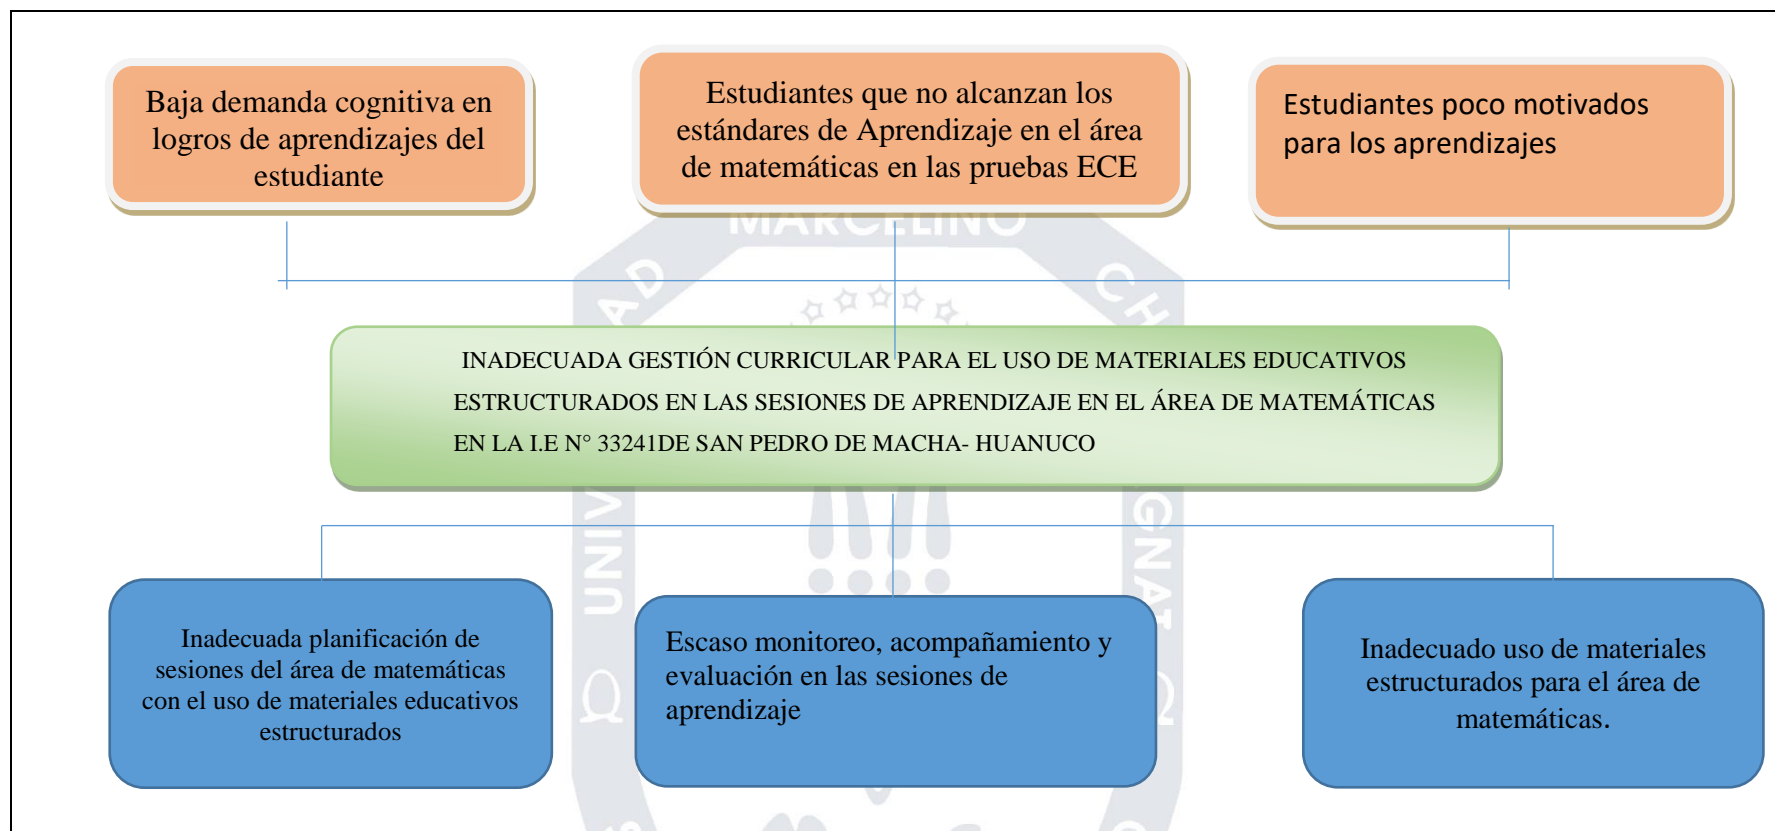 Baja demanda cognitiva en
logros de aprendizajes del
estudiante
Estudiantes que no alcanzan los
estándares de Aprendizaje en el área
de matemáticas en las pruebas ECE
Estudiantes poco motivados
para los aprendizajes
MARCELINO
INADECUADA GESTIÓN CURRICULAR PARA EL USO DE MATERIALES EDUCATIVOS
ESTRUCTURADOS EN LAS SESIONES DE APRENDIZAJE EN EL ÁREA DE MATEMÁTICAS
EN LA I.E N° 33241DE SAN PEDRO DE MACHA- HUANUCO
Inadecuada planificación de
sesiones del área de matemáticas
con el uso de materiales educativos
estructurados
Escaso monitoreo, acompañamiento y
evaluación en las sesiones de
aprendizaje
Inadecuado uso de materiales
estructurados para el área de
matemáticas.